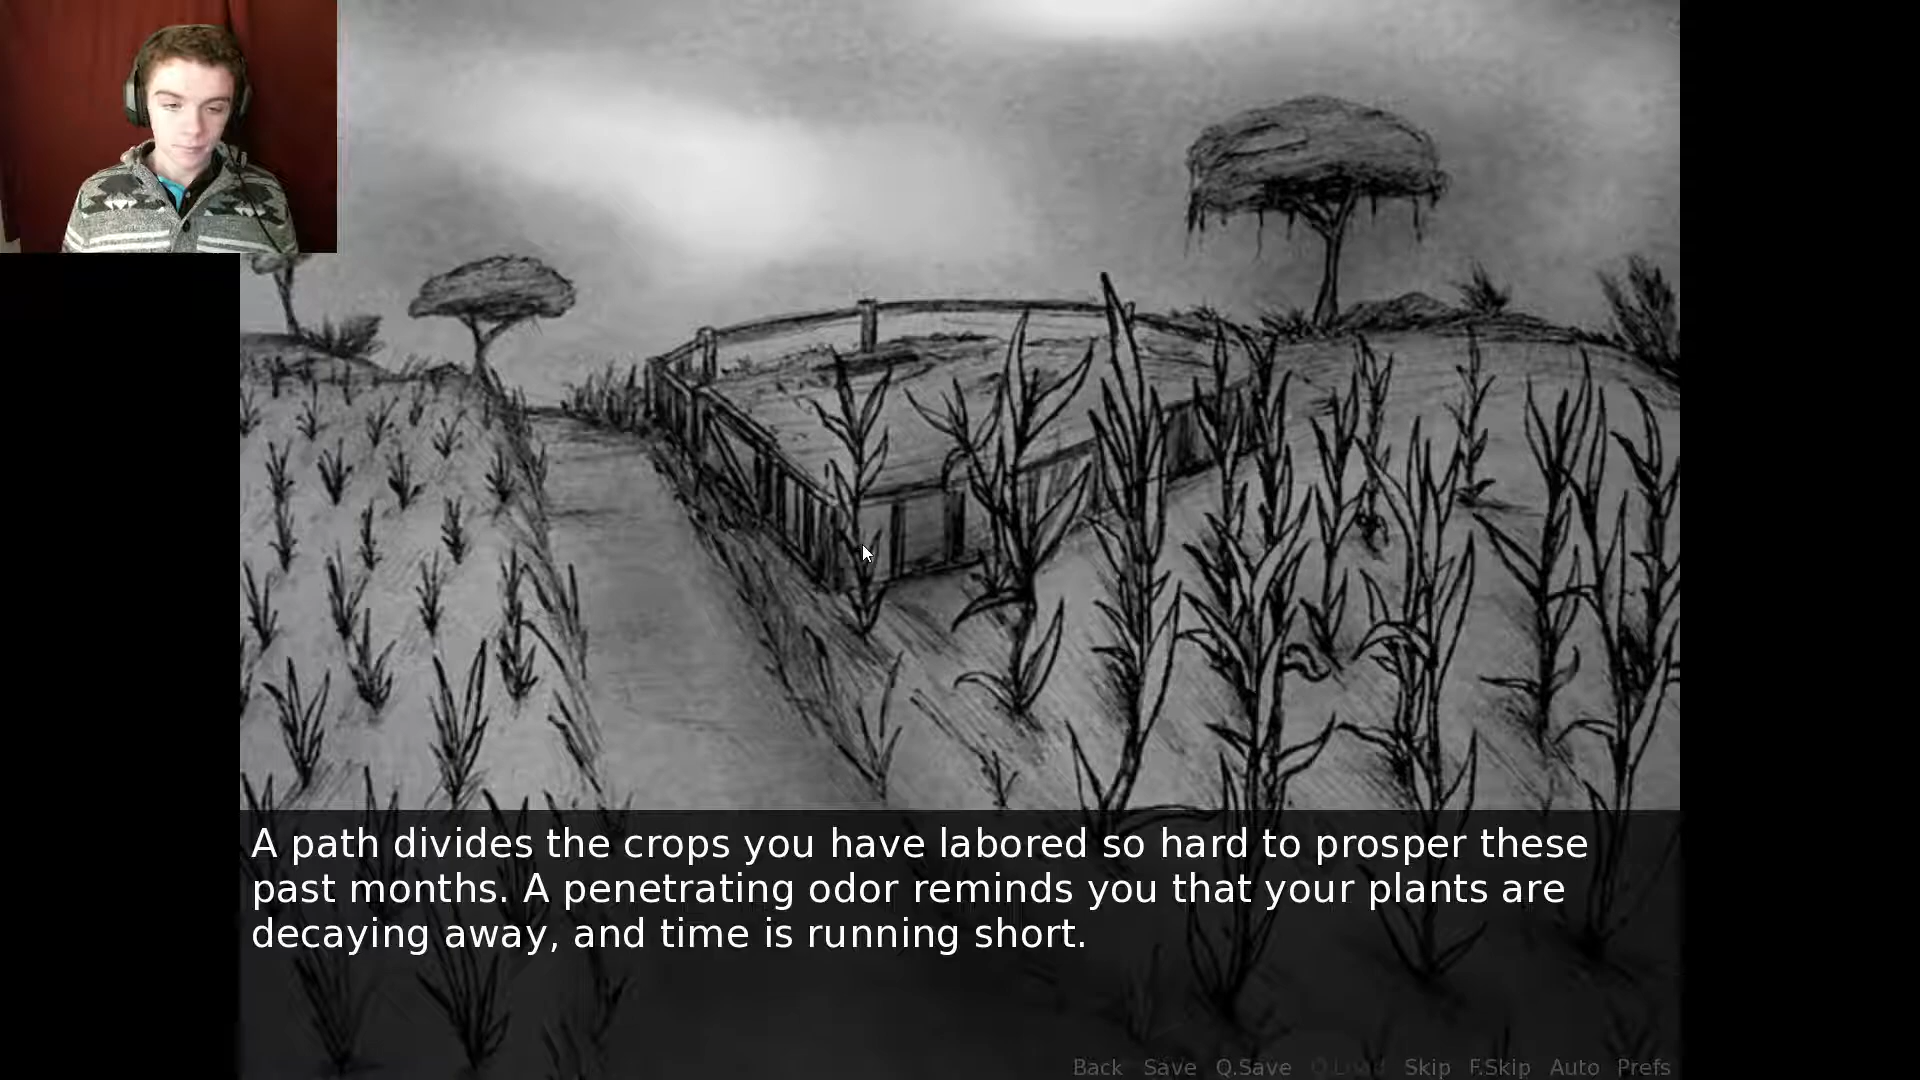 A path divides the crops you have labored so hard to prosper these
past months. A penetrating odor reminds you that your plants are
decaying away, and time is running short.
Back Save Q.Save Q.Load Skip F.Skip Auto Prefs